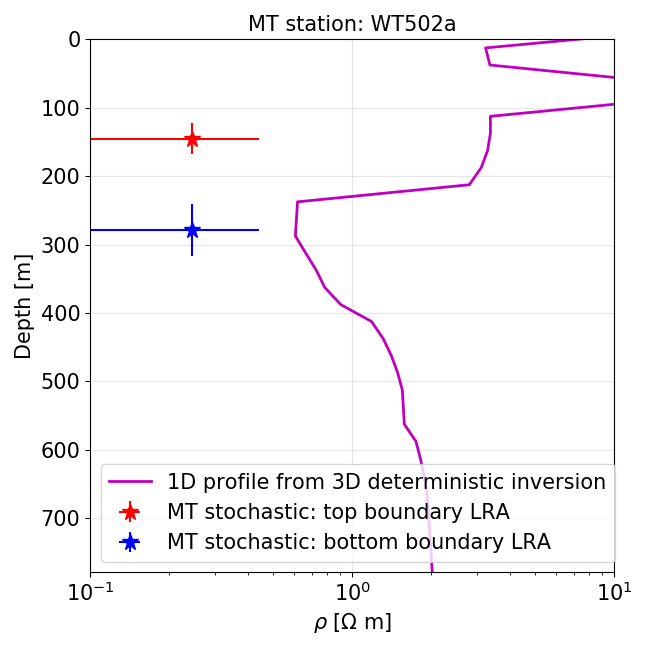 MT station: WT502a
0
100
200
300
400
500
600
700
Depth [m]
1D profile from 3D deterministic inversion
MT stochastic: top boundary LRA
MT stochastic: bottom boundary LRA
10⁻¹ 10⁰ 10¹
ρ [Ω m]